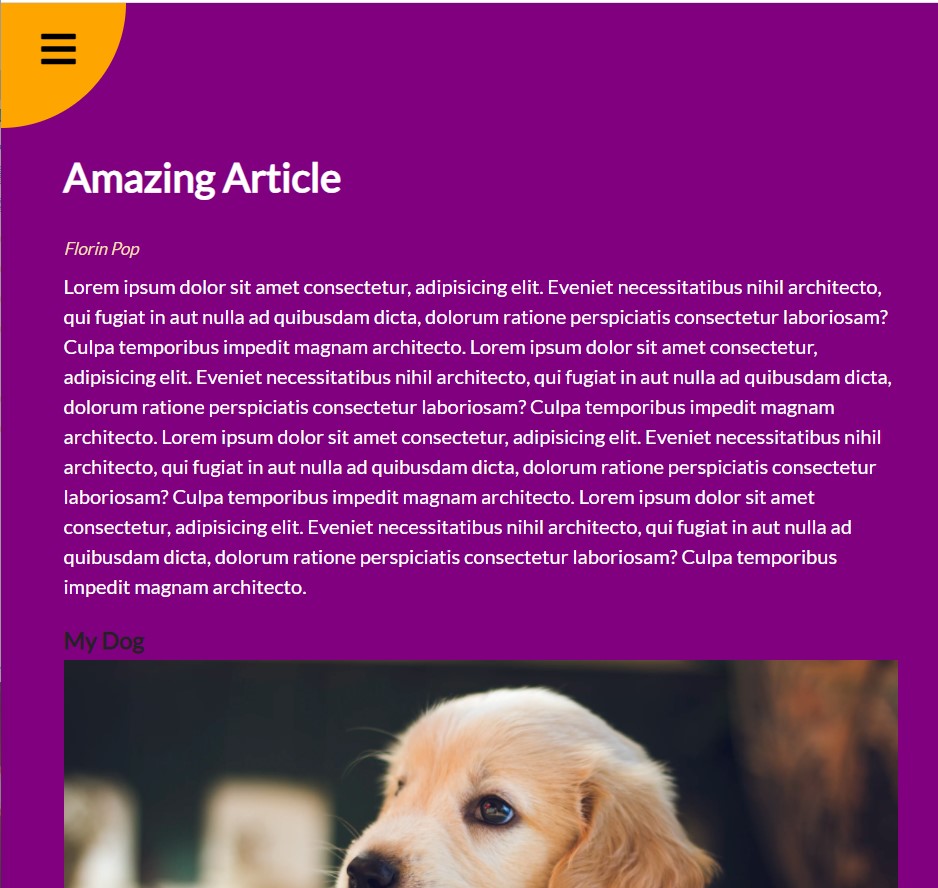 Amazing Article
Florin Pop
Lorem ipsum dolor sit amet consectetur, adipisicing elit. Eveniet necessitatibus nihil architecto,
qui fugiat in aut nulla ad quibusdam dicta, dolorum ratione perspiciatis consectetur laboriosam?
Culpa temporibus impedit magnam architecto. Lorem ipsum dolor sit amet consectetur,
adipisicing elit. Eveniet necessitatibus nihil architecto, qui fugiat in aut nulla ad quibusdam dicta,
dolorum ratione perspiciatis consectetur laboriosam? Culpa temporibus impedit magnam
architecto. Lorem ipsum dolor sit amet consectetur, adipisicing elit. Eveniet necessitatibus nihil
architecto, qui fugiat in aut nulla ad quibusdam dicta, dolorum ratione perspiciatis consectetur
laboriosam? Culpa temporibus impedit magnam architecto. Lorem ipsum dolor sit amet
consectetur, adipisicing elit. Eveniet necessitatibus nihil architecto, qui fugiat in aut nulla ad
quibusdam dicta, dolorum ratione perspiciatis consectetur laboriosam? Culpa temporibus
impedit magnam architecto.
My Dog